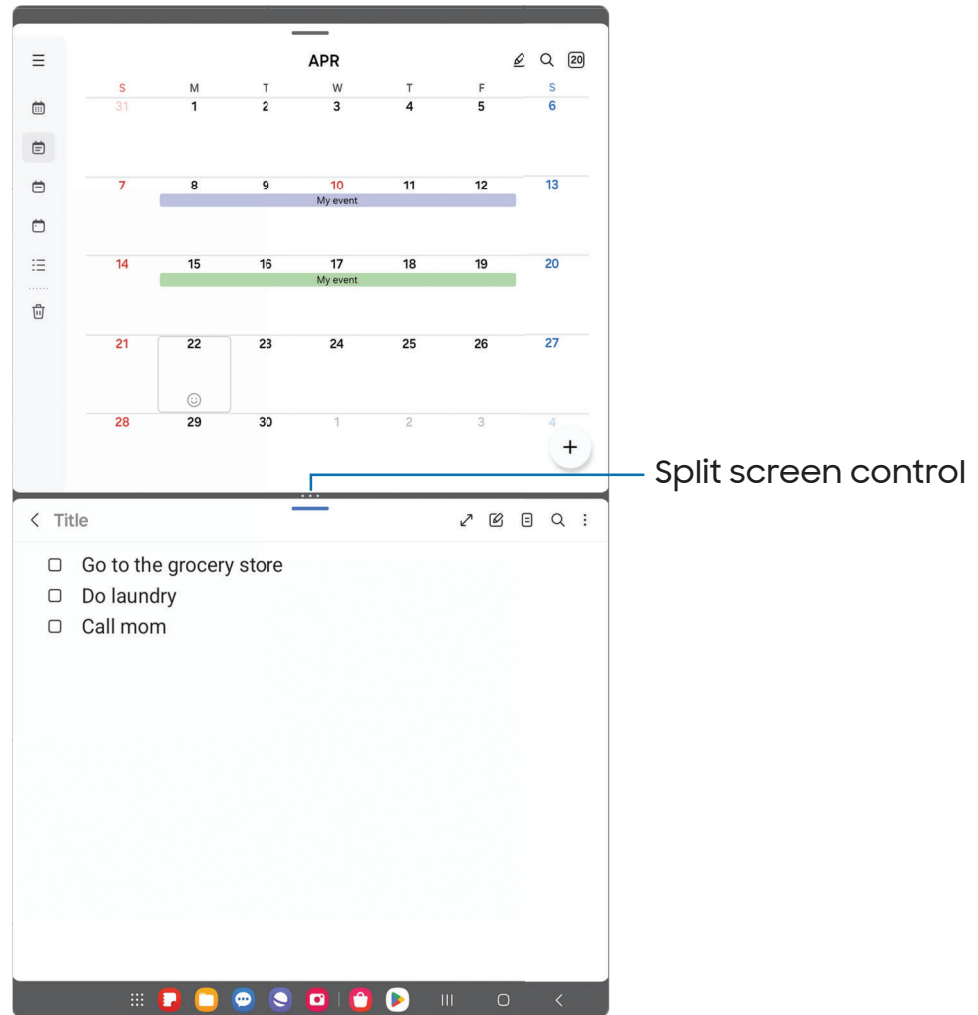 APR
20
S M T W T F S
31 1 2 3 4 5 6
7 8 9 10 11 12 13
My event
14 15 16 17 18 19 20
My event
21 22 23 24 25 26 27
28 29 30 1 2 3 4
Split screen control
Title
Go to the grocery store
Do laundry
Call mom